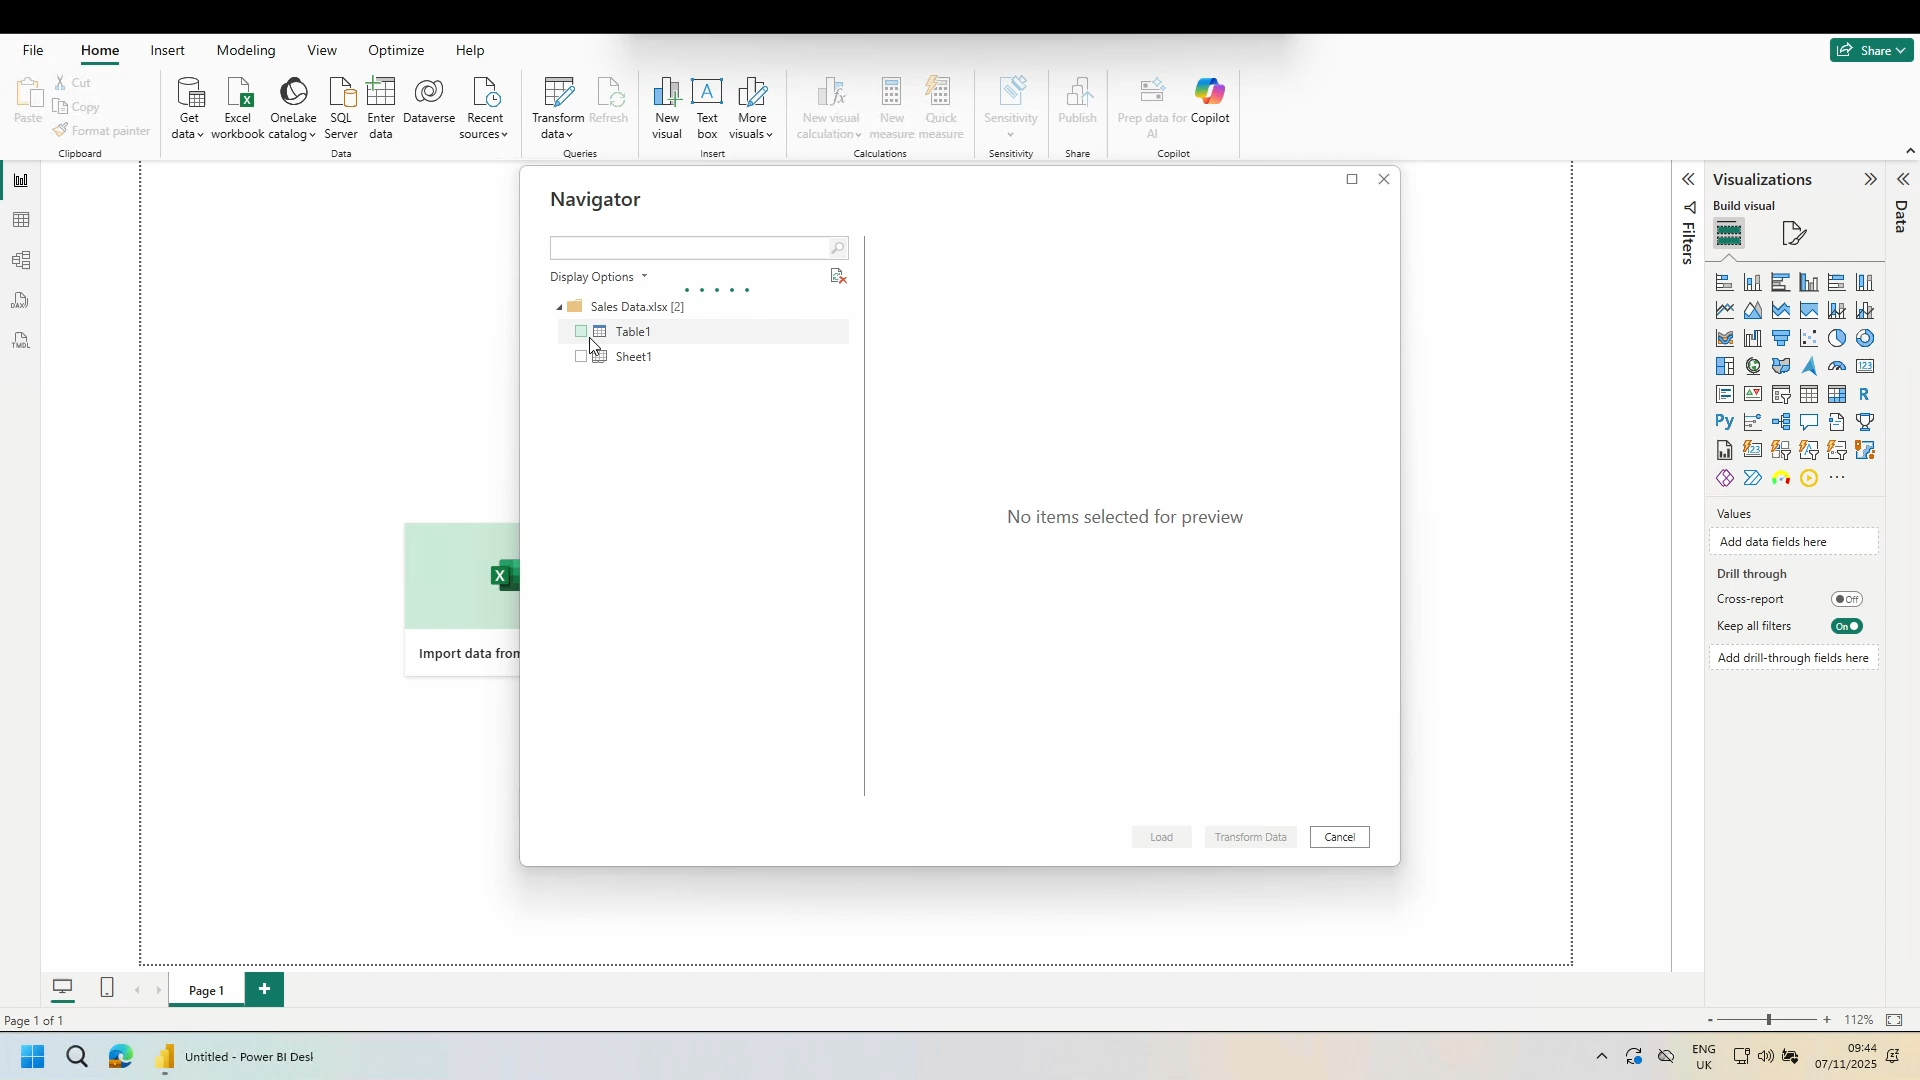 File Home Insert Modeling View Optimize Help Share
Paste
Cut
Copy
Format painter
Clipboard
Get data
Excel workbook
OneLake catalog
SQL Server
Enter data
Dataverse
Recent sources
Data
Transform data
Refresh
Queries
New visual
Text box
More visuals
Insert
New visual calculation
New measure
Quick measure
Calculations
Sensitivity
Sensitivity
Publish
Share
Prep data for AI
Copilot
Copilot
Navigator
Display Options
Sales Data.xlsx [2]
Table1
Sheet1
No items selected for preview
Load Transform Data Cancel
Import data from
Filters
Visualizations
Build visual
Values
Add data fields here
Drill through
Cross-report Off
Keep all filters On
Add drill-through fields here
Data
Page 1
Page 1 of 1
- + 112%
Untitled - Power BI Desk
ENG
UK
09:44
07/11/2025